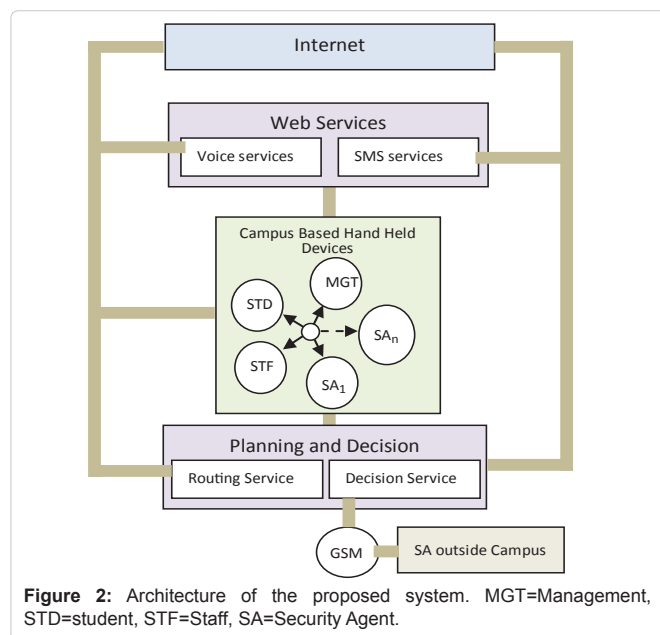 Internet
Web Services
Voice services
SMS services
Campus Based Hand Held
Devices
MGT
STD
SAn
STF
SA1
Planning and Decision
Routing Service
Decision Service
GSM
SA outside Campus
Figure 2: Architecture of the proposed system. MGT=Management,
STD=student, STF=Staff, SA=Security Agent.